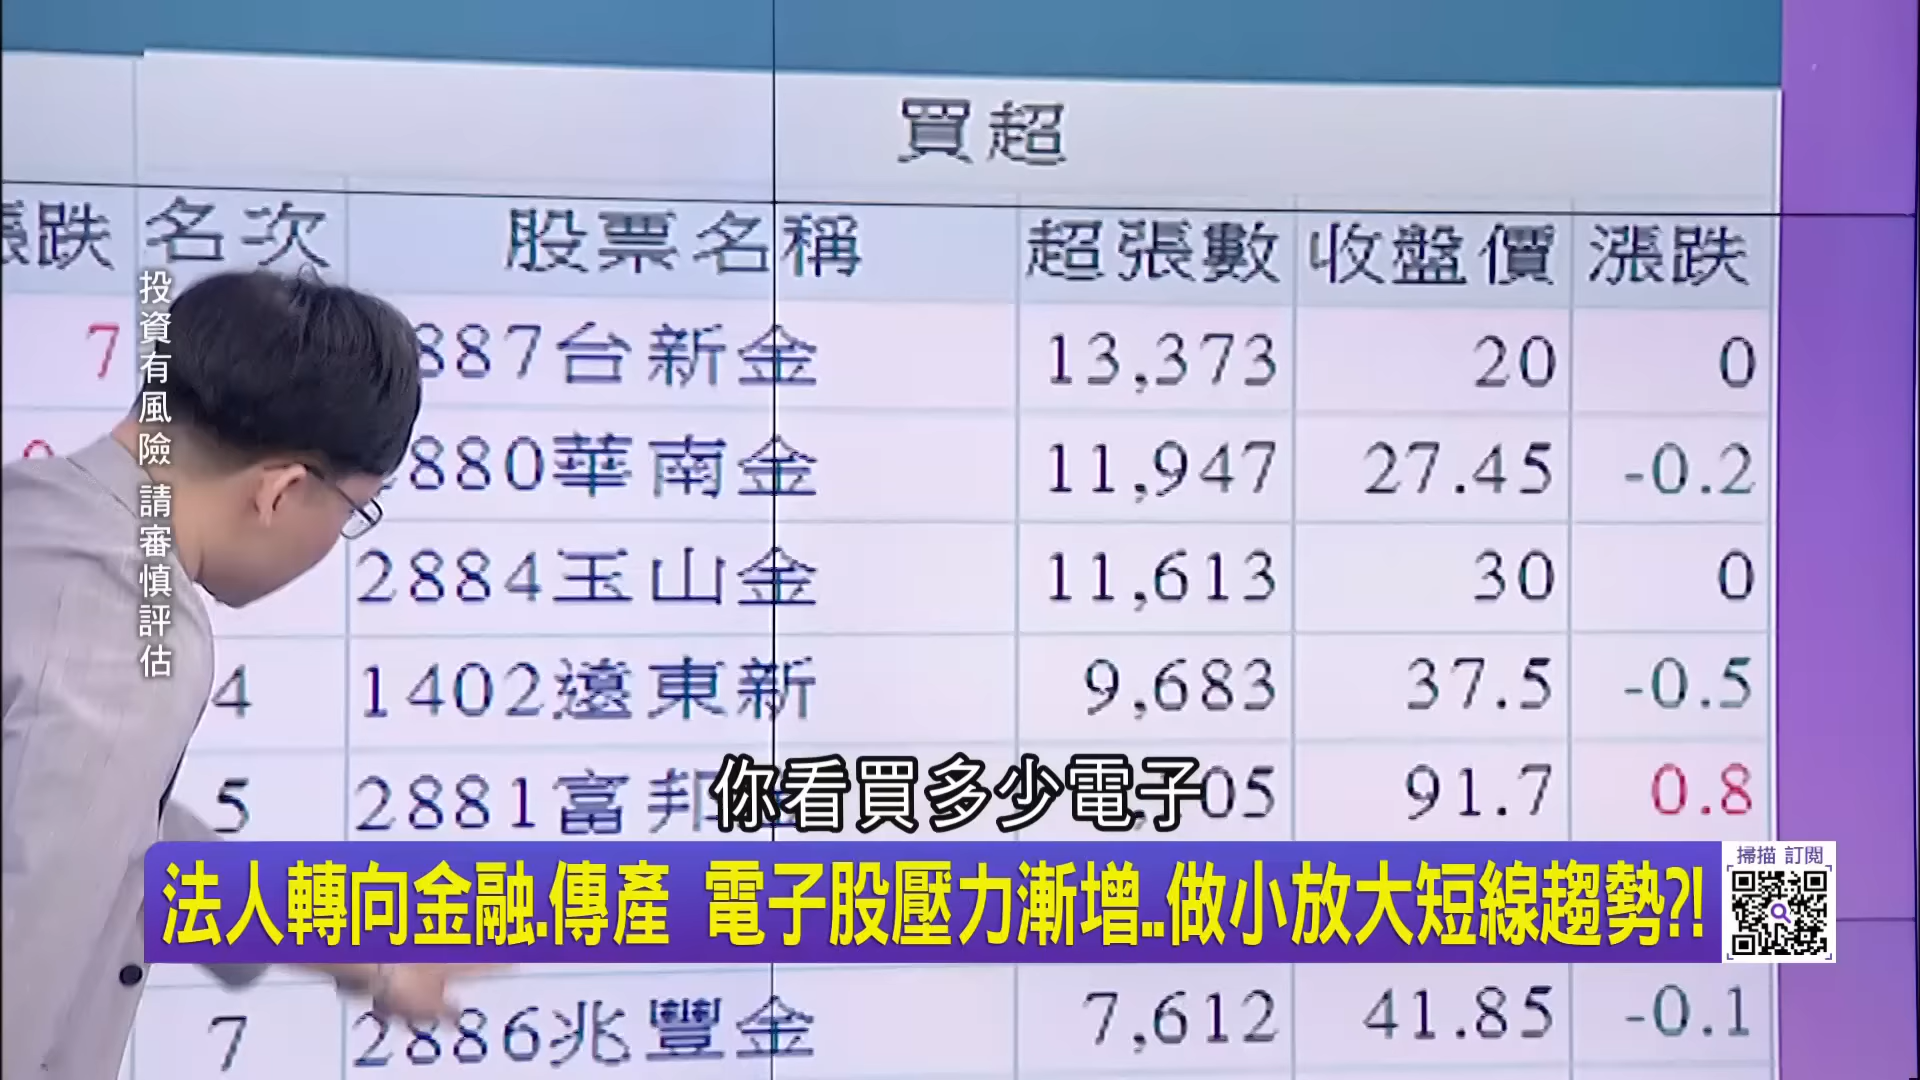 買超
漲跌 名次 股票名稱 超張數 收盤價 漲跌
7 887台新金 13,373 20 0
880華南金 11,947 27.45 -0.2
2884玉山金 11,613 30 0
4 1402遠東新 9,683 37.5 -0.5
5 2881富邦 05 91.7 0.8
7 2886兆豐金 7,612 41.85 -0.1
投資有風險 請審慎評估
你看買多少電子
法人轉向金融.傳產 電子股壓力漸增..做小放大短線趨勢?!
掃描 訂閱